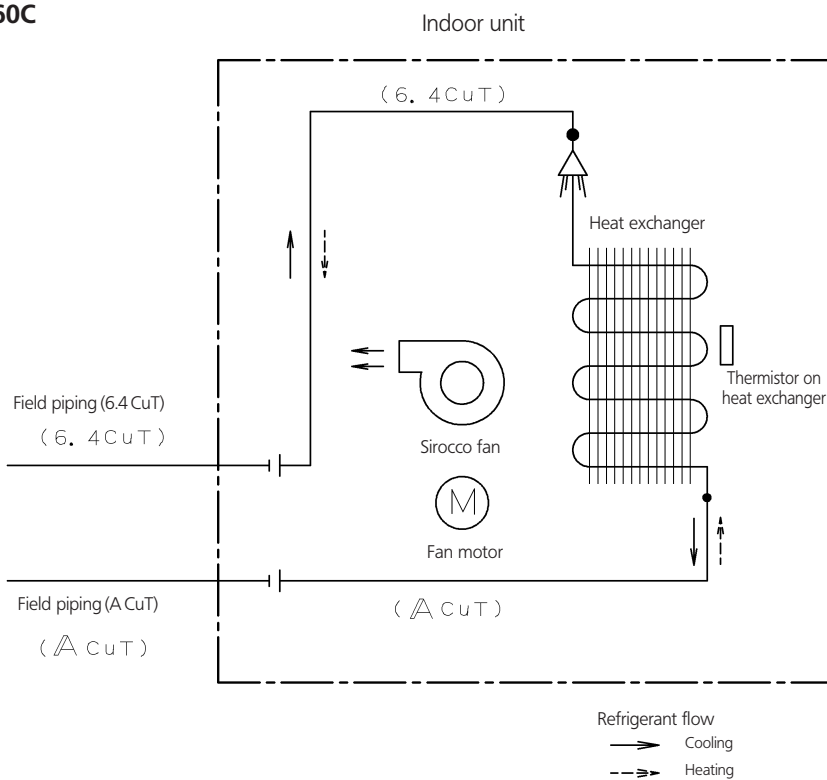 60C
Indoor unit
(6. 4CuT)
Heat exchanger
Thermistor on
heat exchanger
Field piping (6.4 CuT)
(6. 4CuT)
Sirocco fan
M
Fan motor
Field piping (A CuT)
(A CuT)
(A CuT)
Refrigerant flow
Cooling
Heating